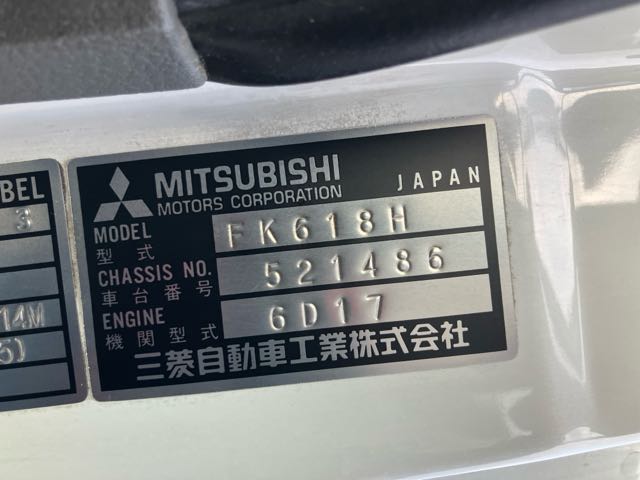 BEL
3
14M
5)
MITSUBISHI JAPAN
MOTORS CORPORATION
MODEL FK618H
型式
CHASSIS NO. 521486
車台番号
ENGINE 6D17
機関型式
三菱自動車工業株式会社